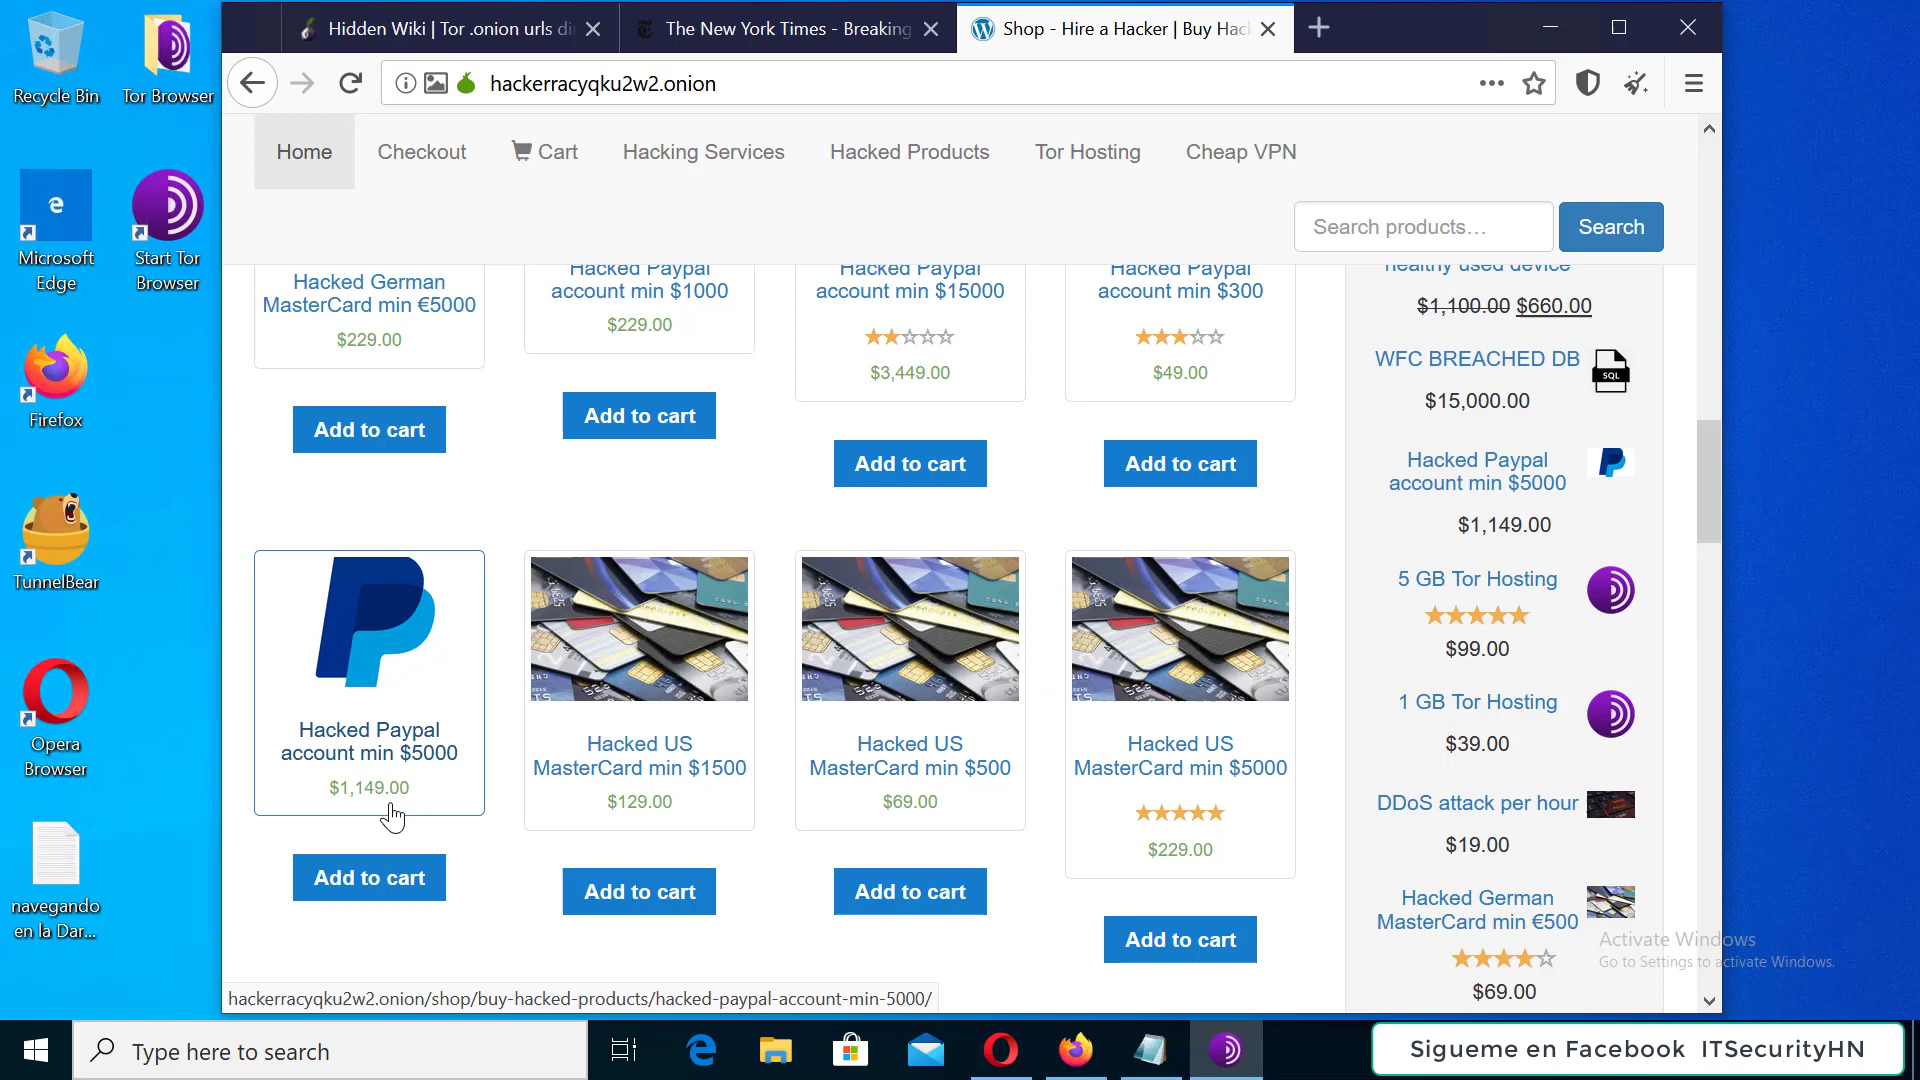 Recycle Bin
Tor Browser
Microsoft
Edge
Start Tor
Browser
Firefox
TunnelBear
Opera
Browser
navegando
en la Dar...
Hidden Wiki | Tor .onion urls di
The New York Times - Breaking
Shop - Hire a Hacker | Buy Hac
hackerracyqku2w2.onion
Home
Checkout
Cart
Hacking Services
Hacked Products
Tor Hosting
Cheap VPN
Search products…
Search
Hacked German
MasterCard min €5000
$229.00
Add to cart
Hacked Paypal
account min $1000
$229.00
Add to cart
Hacked Paypal
account min $15000
$3,449.00
Add to cart
Hacked Paypal
account min $300
$49.00
Add to cart
Hacked Paypal
account min $5000
$1,149.00
Add to cart
Hacked US
MasterCard min $1500
$129.00
Add to cart
Hacked US
MasterCard min $500
$69.00
Add to cart
Hacked US
MasterCard min $5000
$229.00
Add to cart
healthy used device
$1,100.00 $660.00
WFC BREACHED DB
SQL
$15,000.00
Hacked Paypal
account min $5000
$1,149.00
5 GB Tor Hosting
$99.00
1 GB Tor Hosting
$39.00
DDoS attack per hour
$19.00
Hacked German
MasterCard min €500
$69.00
Activate Windows
Go to Settings to activate Windows.
hackerracyqku2w2.onion/shop/buy-hacked-products/hacked-paypal-account-min-5000/
Type here to search
Sigueme en Facebook ITSecurityHN